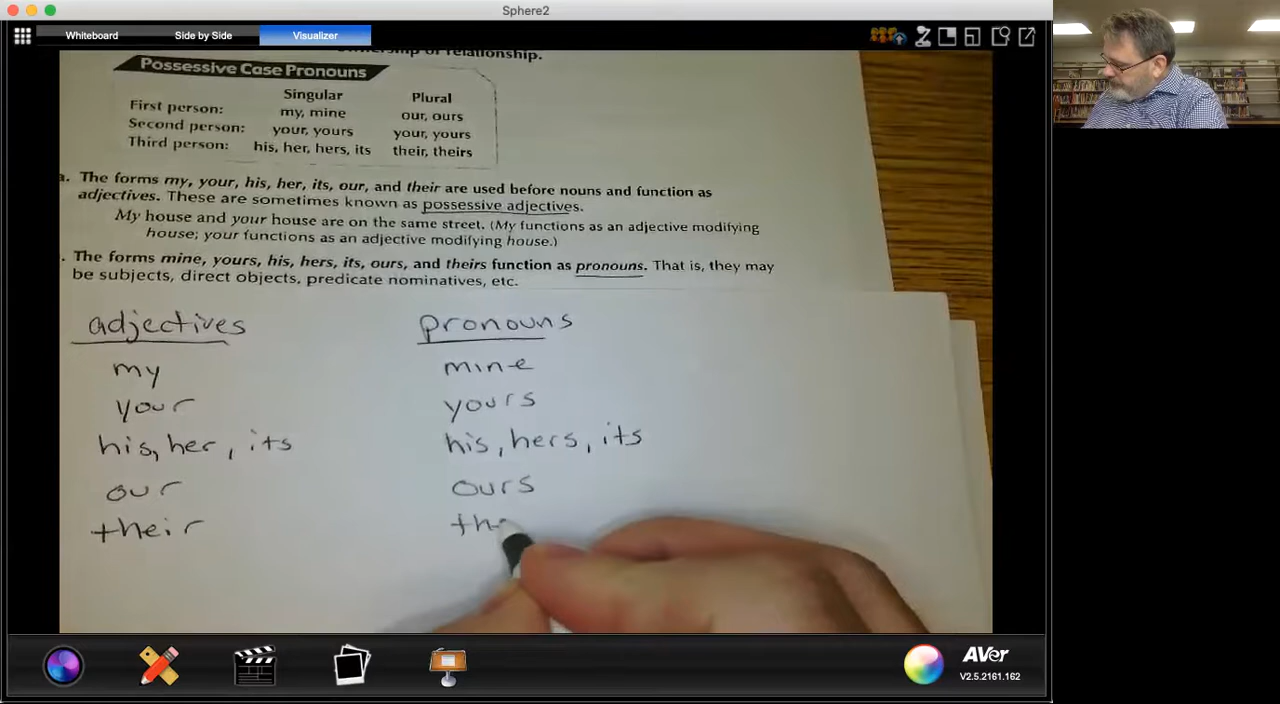 Sphere2
Whiteboard Side by Side Visualizer
ownership or relationship.
Possessive Case Pronouns
Singular Plural
First person: my, mine our, ours
Second person: your, yours your, yours
Third person: his, her, hers, its their, theirs
a. The forms my, your, his, her, its, our, and their are used before nouns and function as
adjectives. These are sometimes known as possessive adjectives.
My house and your house are on the same street. (My functions as an adjective modifying
house; your functions as an adjective modifying house.)
. The forms mine, yours, his, hers, its, ours, and theirs function as pronouns. That is, they may
be subjects, direct objects, predicate nominatives, etc.
adjectives pronouns
my mine
your yours
his, her, its his, hers, its
our ours
their the
AVer
V2.5.2161.162